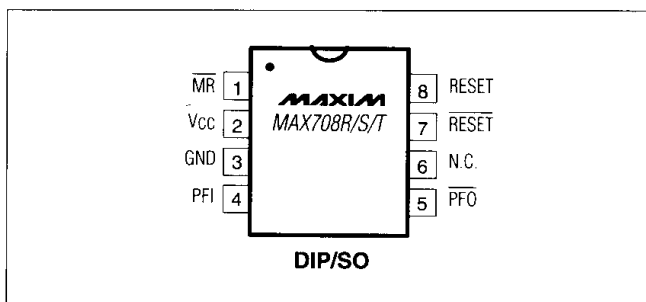 MR 1
VCC 2
GND 3
PFI 4
MAXIM
MAX708R/S/T
8 RESET
7 RESET
6 N.C.
5 PFO
DIP/SO